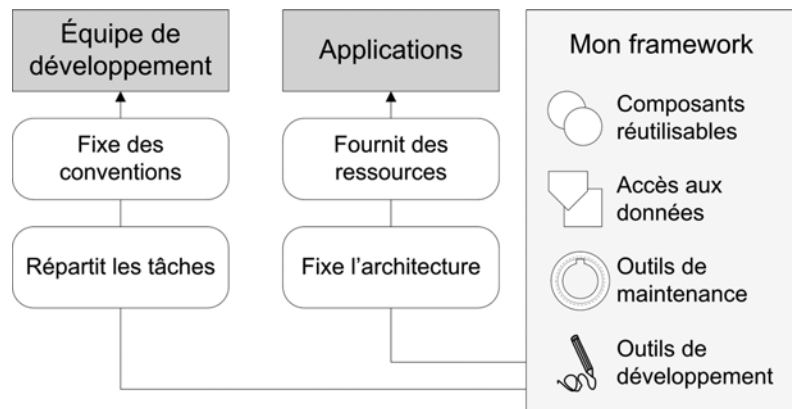 Équipe de
développement
Applications
Mon framework
Fixe des
conventions
Fournit des
ressources
Répartit les tâches
Fixe l’architecture
Composants
réutilisables
Accès aux
données
Outils de
maintenance
Outils de
développement